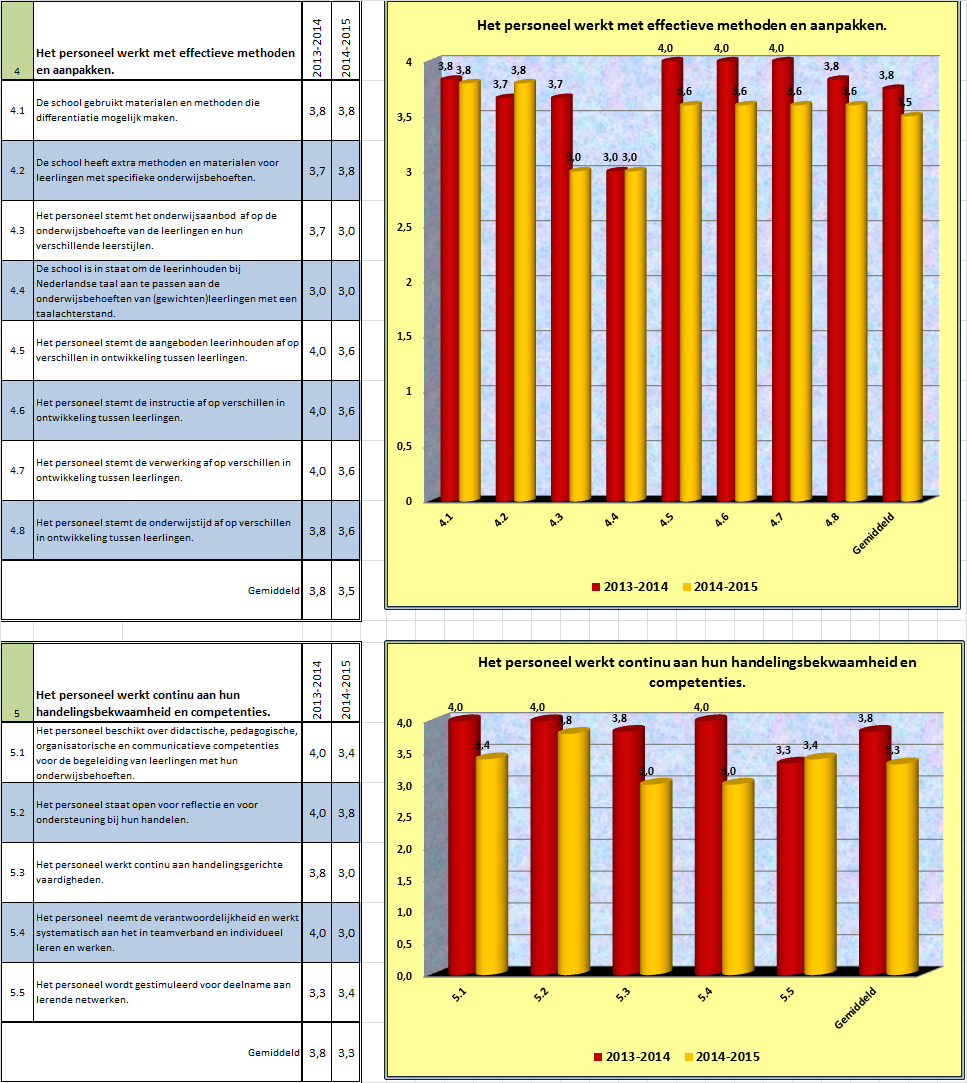 4
Het personeel werkt met effectieve methoden
en aanpakken.
2013-2014
2014-2015
4.1
De school gebruikt materialen en methoden die
differentiatie mogelijk maken.
3,8 3,8
4.2
De school heeft extra methoden en materialen voor
leerlingen met specifieke onderwijsbehoeften.
3,7 3,8
4.3
Het personeel stemt het onderwijsaanbod af op de
onderwijsbehoefte van de leerlingen en hun
verschillende leerstijlen.
3,7 3,0
4.4
De school is in staat om de leerinhouden bij
Nederlandse taal aan te passen aan de
onderwijsbehoeften van (gewichten)leerlingen met een
taalachterstand.
3,0 3,0
4.5
Het personeel stemt de aangeboden leerinhouden af op
verschillen in ontwikkeling tussen leerlingen.
4,0 3,6
4.6
Het personeel stemt de instructie af op verschillen in
ontwikkeling tussen leerlingen.
4,0 3,6
4.7
Het personeel stemt de verwerking af op verschillen in
ontwikkeling tussen leerlingen.
4,0 3,6
4.8
Het personeel stemt de onderwijstijd af op verschillen
in ontwikkeling tussen leerlingen.
3,8 3,6
Gemiddeld 3,8 3,5
Het personeel werkt met effectieve methoden en aanpakken.
4,0 4,0 4,0
3,8 3,8 3,7 3,8 3,7 3,0 3,0 3,0 3,6 3,6 3,6 3,8 3,6 3,8 3,5
4
3,5
3
2,5
2
1,5
1
0,5
0
4.1 4.2 4.3 4.4 4.5 4.6 4.7 4.8 Gemiddeld
2013-2014 2014-2015
5
Het personeel werkt continu aan hun
handelingsbekwaamheid en competenties.
2013-2014
2014-2015
5.1
Het personeel beschikt over didactische, pedagogische,
organisatorische en communicatieve competenties
voor de begeleiding van leerlingen met hun
onderwijsbehoeften.
4,0 3,4
5.2
Het personeel staat open voor reflectie en voor
ondersteuning bij hun handelen.
4,0 3,8
5.3
Het personeel werkt continu aan handelingsgerichte
vaardigheden.
3,8 3,0
5.4
Het personeel neemt de verantwoordelijkheid en werkt
systematisch aan het in teamverband en individueel
leren en werken.
4,0 3,0
5.5
Het personeel wordt gestimuleerd voor deelname aan
lerende netwerken.
3,3 3,4
Gemiddeld 3,8 3,3
Het personeel werkt continu aan hun handelingsbekwaamheid en
competenties.
4,0 3,4 4,0 3,8 3,8 3,0 4,0 3,0 3,3 3,4 3,8 3,3
4,0
3,5
3,0
2,5
2,0
1,5
1,0
0,5
0,0
5.1 5.2 5.3 5.4 5.5 Gemiddeld
2013-2014 2014-2015